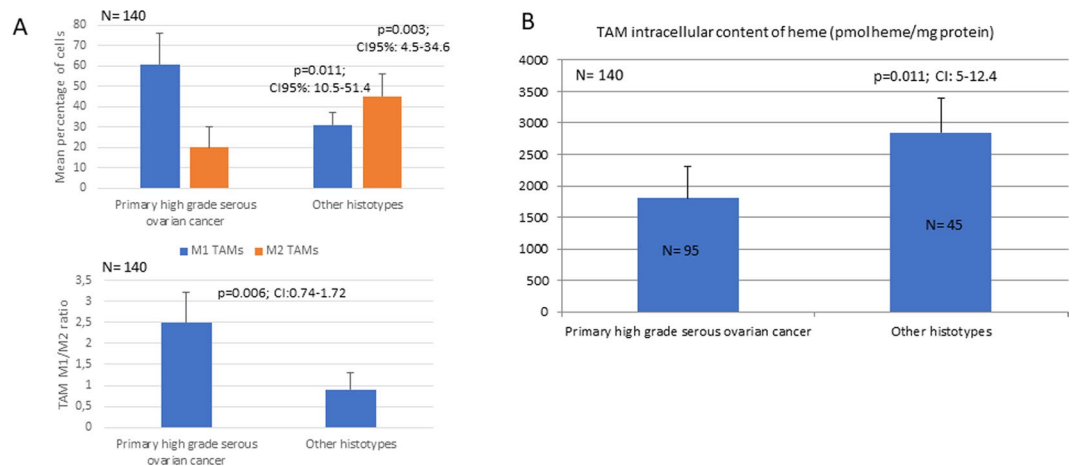 A
N= 140
80
70
60
50
40
30
20
10
0
Mean percentage of cells
p=0.003;
CI95%: 4.5-34.6
p=0.011;
CI95%: 10.5-51.4
Primary high grade serous
ovarian cancer
Other histotypes
M1 TAMs
M2 TAMs
N= 140
3,5
3
2,5
2
1,5
1
0,5
0
TAM M1/M2 ratio
p=0.006; CI:0.74-1.72
Primary high grade serous
ovarian cancer
Other histotypes
B
TAM intracellular content of heme (pmol heme/mg protein)
4000
3500
3000
2500
2000
1500
1000
500
0
N= 140
p=0.011; CI: 5-12.4
N= 95
N= 45
Primary high grade serous ovarian cancer
Other histotypes